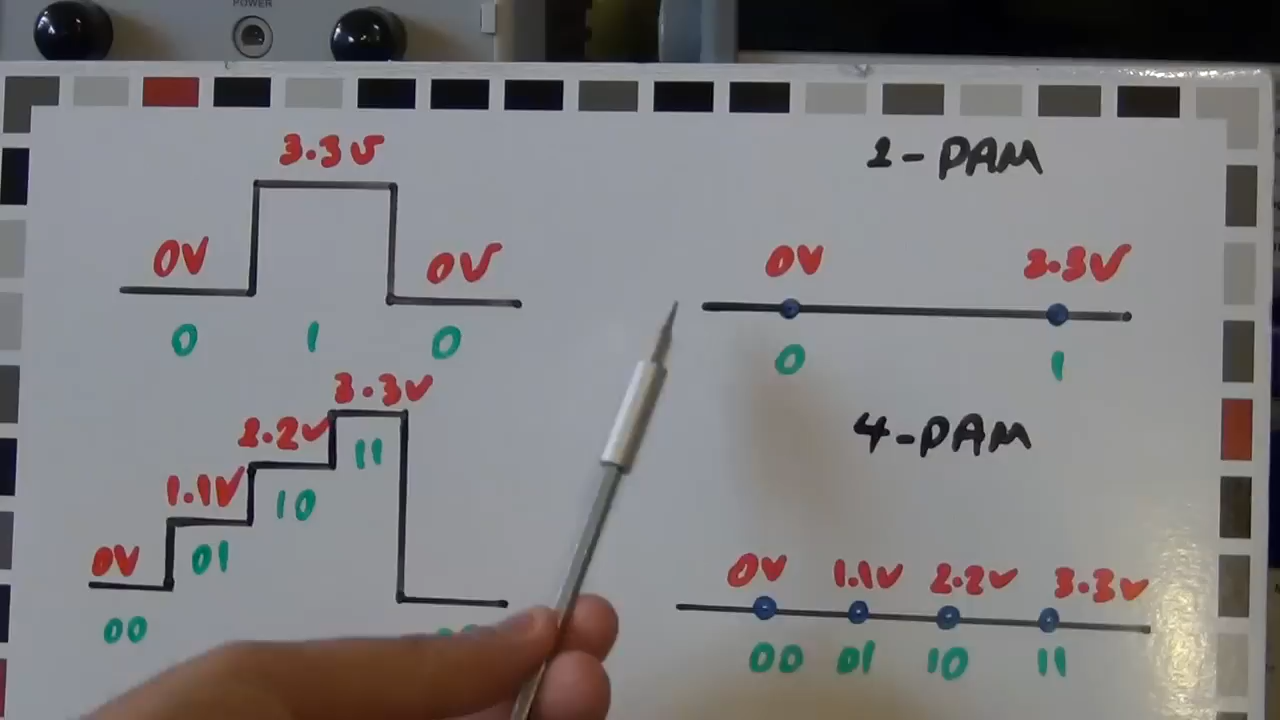 POWER
3.3V
0V
0V
0 1 0
3.3V
2.2V
11
1.1V
10
0V
01
00
2-PAM
0V 3.3V
0 1
4-PAM
0V 1.1V 2.2V 3.3V
00 01 10 11